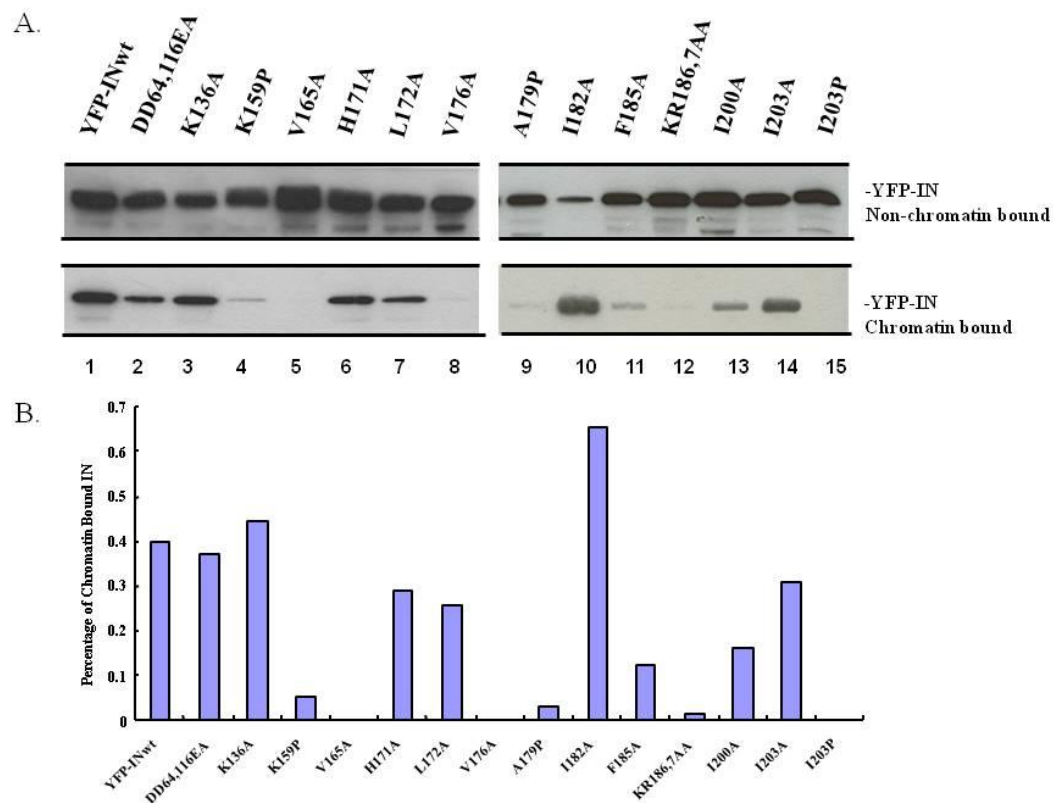 A.
YFP-INwt DD64,116EA K136A K159P V165A H171A L172A V176A A179P I182A F185A KR186,7AA I200A I203A I203P
-YFP-IN
Non-chromatin bound
-YFP-IN
Chromatin bound
1 2 3 4 5 6 7 8 9 10 11 12 13 14 15
B.
Percentage of Chromatin Bound IN
0.7
0.6
0.5
0.4
0.3
0.2
0.1
0
YFP-INwt DD64,116EA K136A K159P V165A H171A L172A V176A A179P I182A F185A KR186,7AA I200A I203A I203P